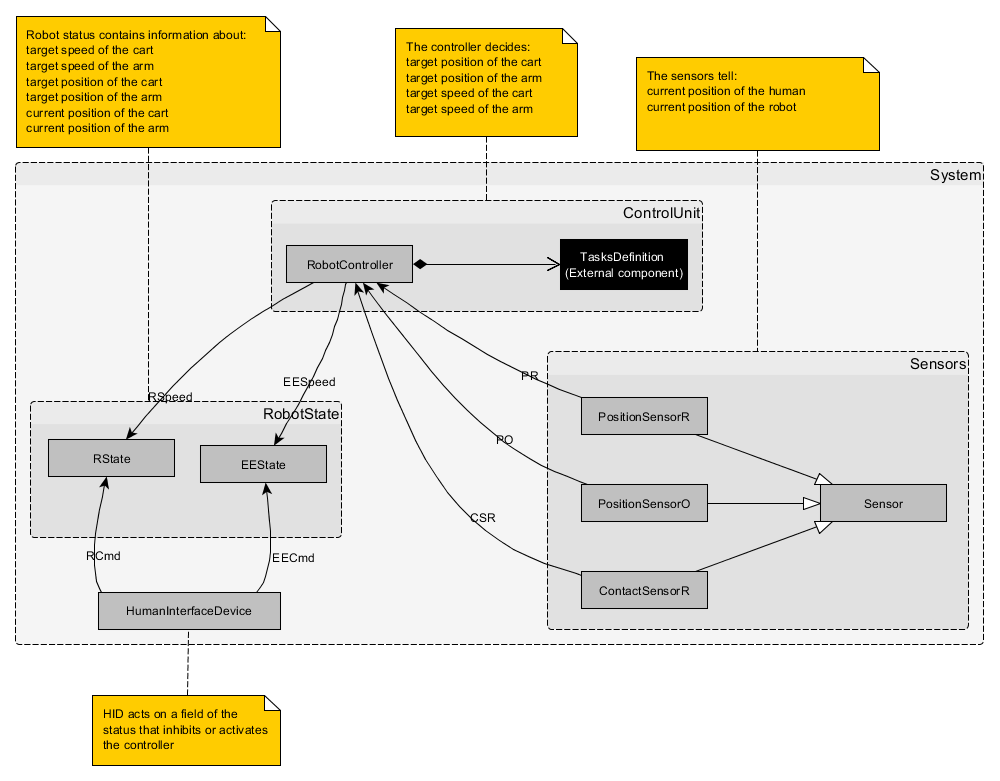 Robot status contains information about:
target speed of the cart
target speed of the arm
target position of the cart
target position of the arm
current position of the cart
current position of the arm
The controller decides:
target position of the cart
target position of the arm
target speed of the cart
target speed of the arm
The sensors tell:
current position of the human
current position of the robot
System
ControlUnit
RobotController
TasksDefinition
(External component)
Sensors
PR
EESpeed
RSpeed
RobotState
PositionSensorR
PO
RState
EEState
PositionSensorO
Sensor
CSR
RCmd
EECmd
ContactSensorR
HumanInterfaceDevice
HID acts on a field of the
status that inhibits or activates
the controller